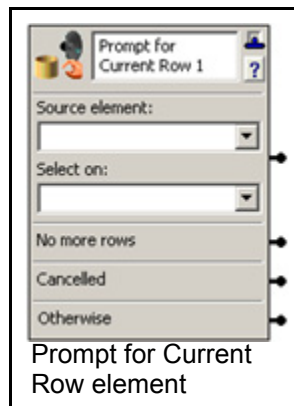 Prompt for
Current Row 1
?
Source element:
Select on:
No more rows
Cancelled
Otherwise
Prompt for Current
Row element